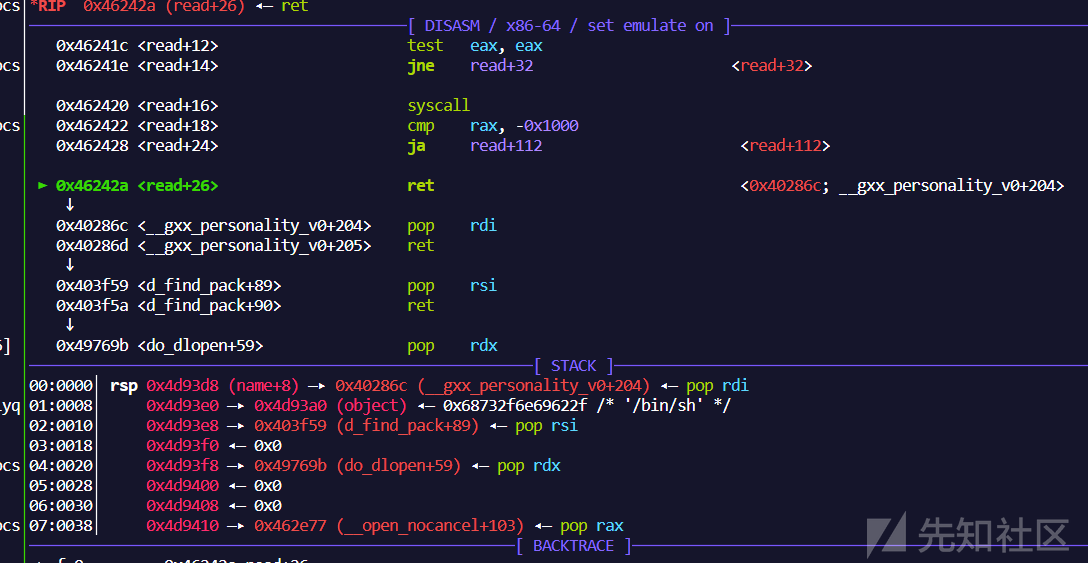 ocs *RIP  0x46242a (read+26) ◂— ret
[ DISASM / x86-64 / set emulate on ]
0x46241c <read+12> test eax, eax
ocs 0x46241e <read+14> jne read+32 <read+32>
0x462420 <read+16> syscall
ocs 0x462422 <read+18> cmp rax, -0x1000
0x462428 <read+24> ja read+112 <read+112>
► 0x46242a <read+26> ret <0x40286c; __gxx_personality_v0+204>
↓
0x40286c <__gxx_personality_v0+204> pop rdi
0x40286d <__gxx_personality_v0+205> ret
↓
0x403f59 <d_find_pack+89> pop rsi
0x403f5a <d_find_pack+90> ret
↓
] 0x49769b <do_dlopen+59> pop rdx
[ STACK ]
00:0000│ rsp 0x4d93d8 (name+8) —▸ 0x40286c (__gxx_personality_v0+204) ◂— pop rdi
yq 01:0008│ 0x4d93e0 —▸ 0x4d93a0 (object) ◂— 0x68732f6e69622f /* '/bin/sh' */
02:0010│ 0x4d93e8 —▸ 0x403f59 (d_find_pack+89) ◂— pop rsi
03:0018│ 0x4d93f0 ◂— 0x0
ocs 04:0020│ 0x4d93f8 —▸ 0x49769b (do_dlopen+59) ◂— pop rdx
05:0028│ 0x4d9400 ◂— 0x0
06:0030│ 0x4d9408 ◂— 0x0
ocs 07:0038│ 0x4d9410 —▸ 0x462e77 (__open_nocancel+103) ◂— pop rax
[ BACKTRACE ]
先知社区